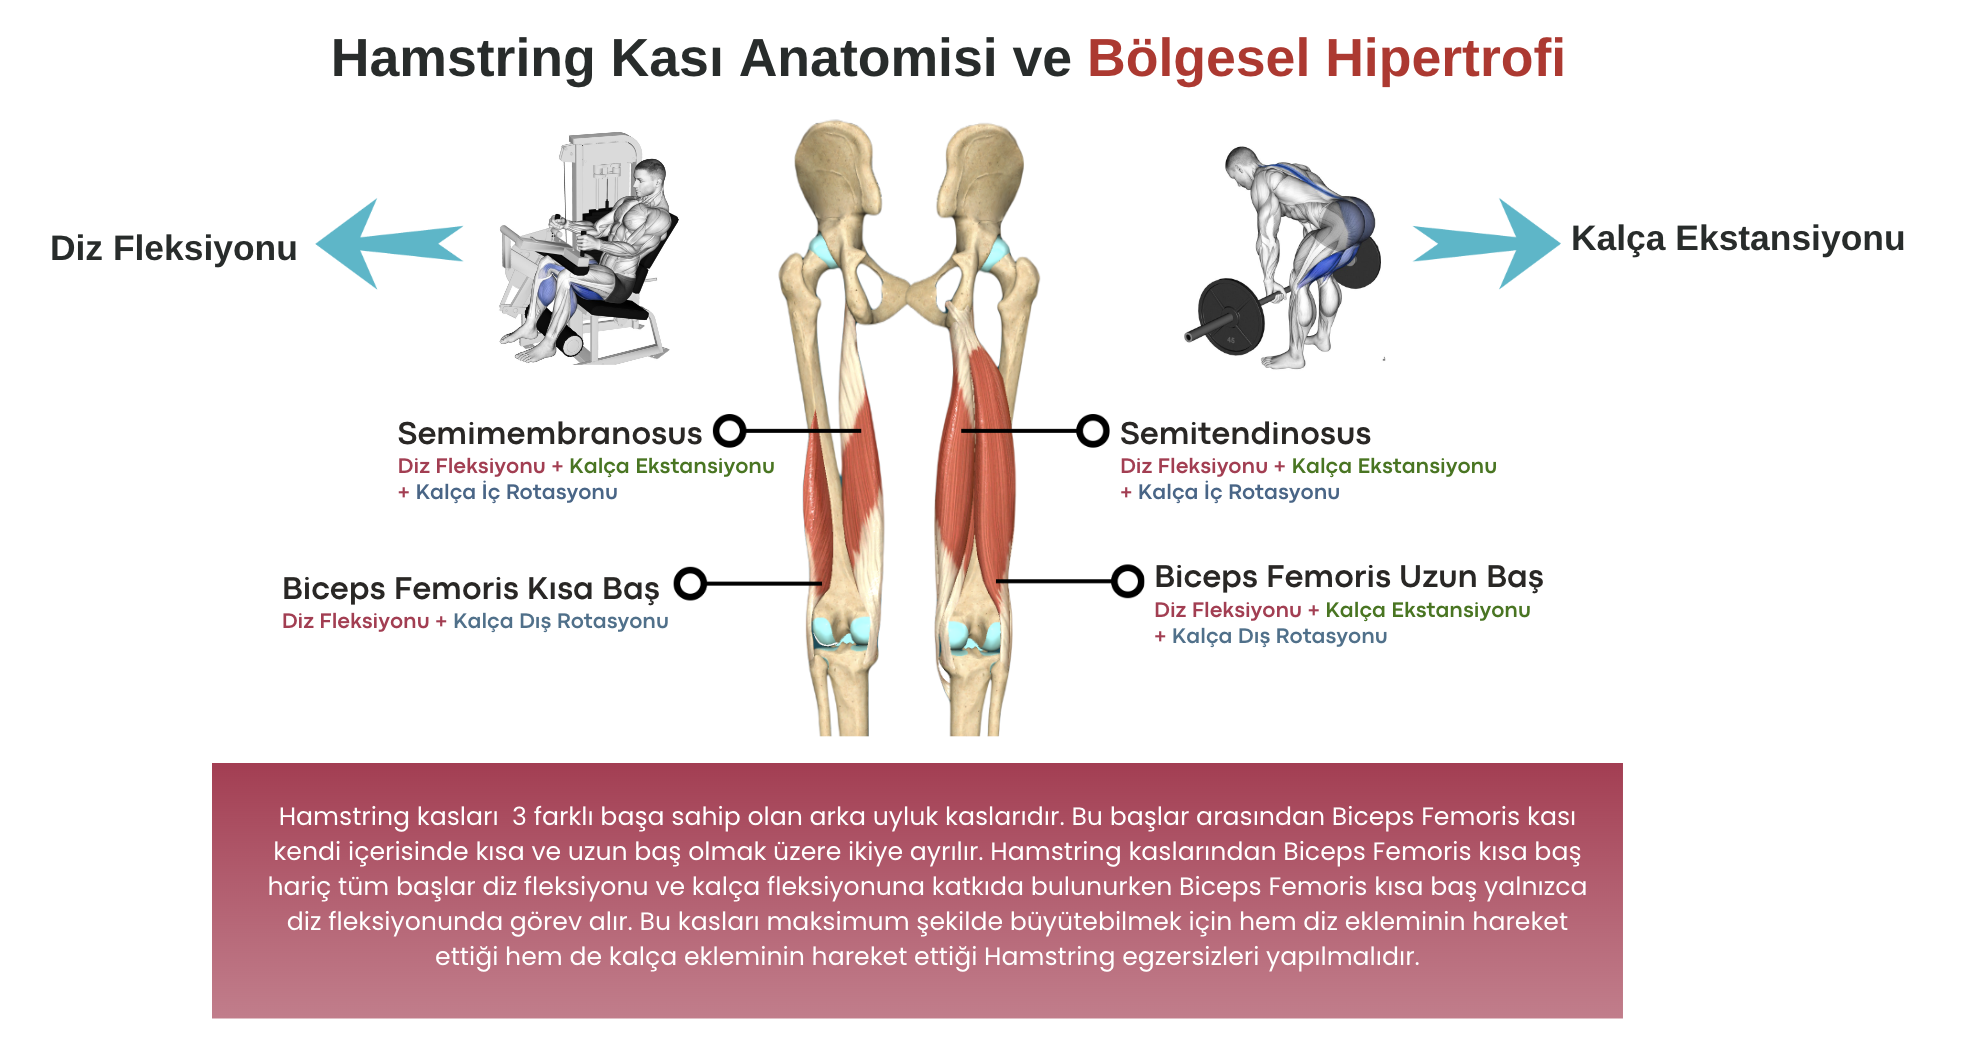 Hamstring Kası Anatomisi ve Bölgesel Hipertrofi
Diz Fleksiyonu
Kalça Ekstansiyonu
48
Semimembranosus
Diz Fleksiyonu + Kalça Ekstansiyonu
+ Kalça İç Rotasyonu
Semitendinosus
Diz Fleksiyonu + Kalça Ekstansiyonu
+ Kalça İç Rotasyonu
Biceps Femoris Kısa Baş
Diz Fleksiyonu + Kalça Dış Rotasyonu
Biceps Femoris Uzun Baş
Diz Fleksiyonu + Kalça Ekstansiyonu
+ Kalça Dış Rotasyonu
Hamstring kasları 3 farklı başa sahip olan arka uyluk kaslarıdır. Bu başlar arasından Biceps Femoris kası
kendi içerisinde kısa ve uzun baş olmak üzere ikiye ayrılır. Hamstring kaslarından Biceps Femoris kısa baş
hariç tüm başlar diz fleksiyonu ve kalça fleksiyonuna katkıda bulunurken Biceps Femoris kısa baş yalnızca
diz fleksiyonunda görev alır. Bu kasları maksimum şekilde büyütebilmek için hem diz ekleminin hareket
ettiği hem de kalça ekleminin hareket ettiği Hamstring egzersizleri yapılmalıdır.